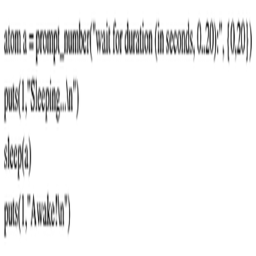 atom a = prompt_number("wait for duration (in seconds, 0..20):", {0,20})
puts(1,"Sleeping...\n")
sleep(a)
puts(1,"Awake!\n")